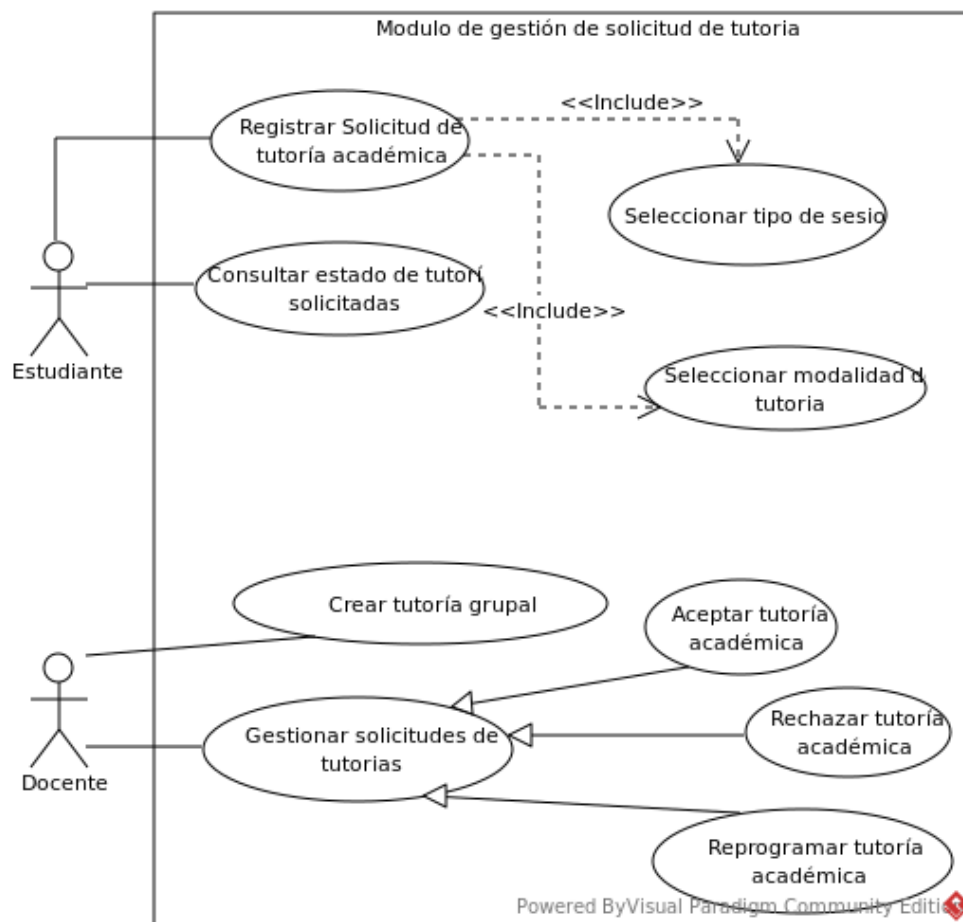 Modulo de gestión de solicitud de tutoria
<<Include>>
Registrar Solicitud de
tutoría académica
Seleccionar tipo de sesio
Consultar estado de tutorí
solicitadas
<<Include>>
Estudiante
Seleccionar modalidad d
tutoria
Crear tutoría grupal
Aceptar tutoría
académica
Gestionar solicitudes de
tutorias
Rechazar tutoría
académica
Docente
Reprogramar tutoría
académica
Powered ByVisual Paradigm Community Editio